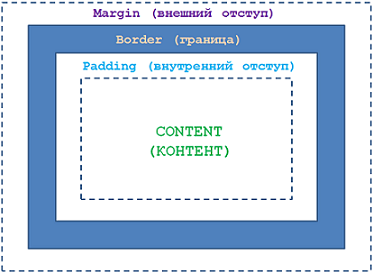 Margin (внешний отступ)
Border (граница)
Padding (внутренний отступ)
CONTENT
(КОНТЕНТ)